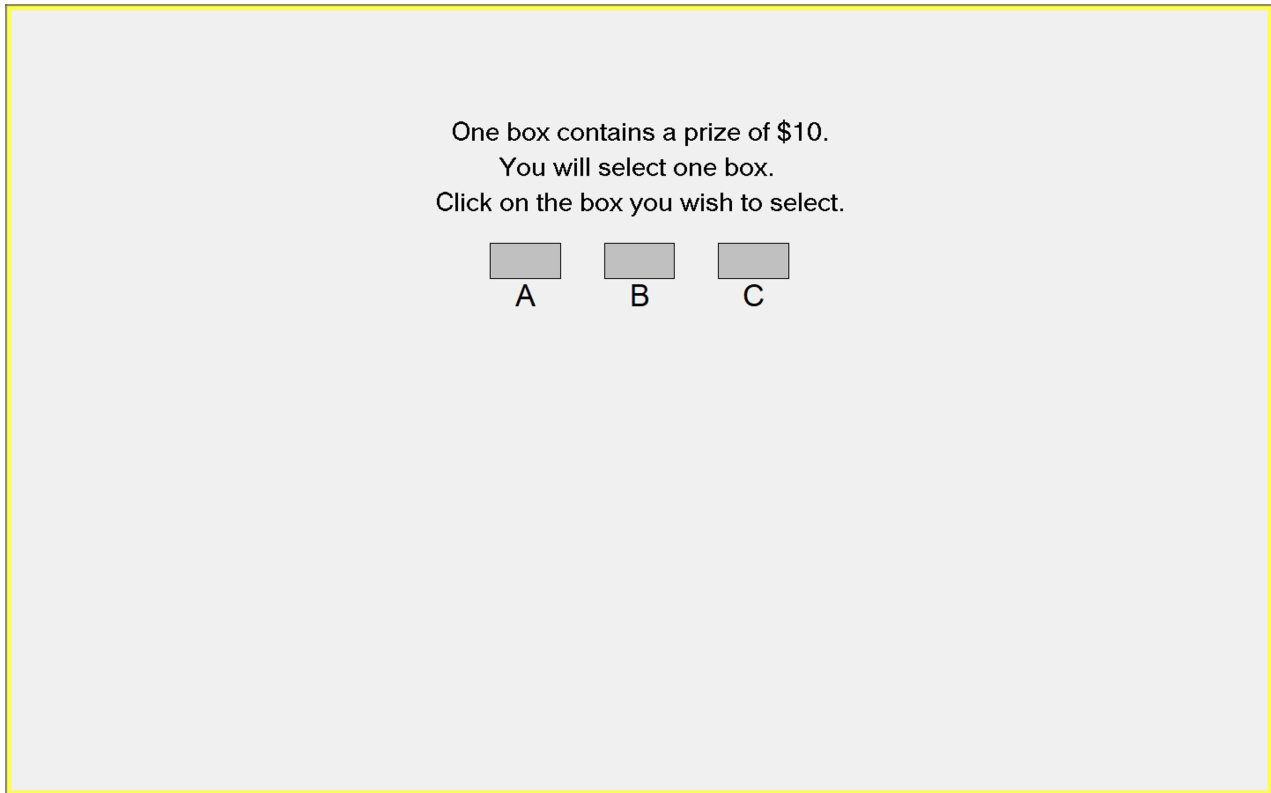 One box contains a prize of $10.
You will select one box.
Click on the box you wish to select.
A B C